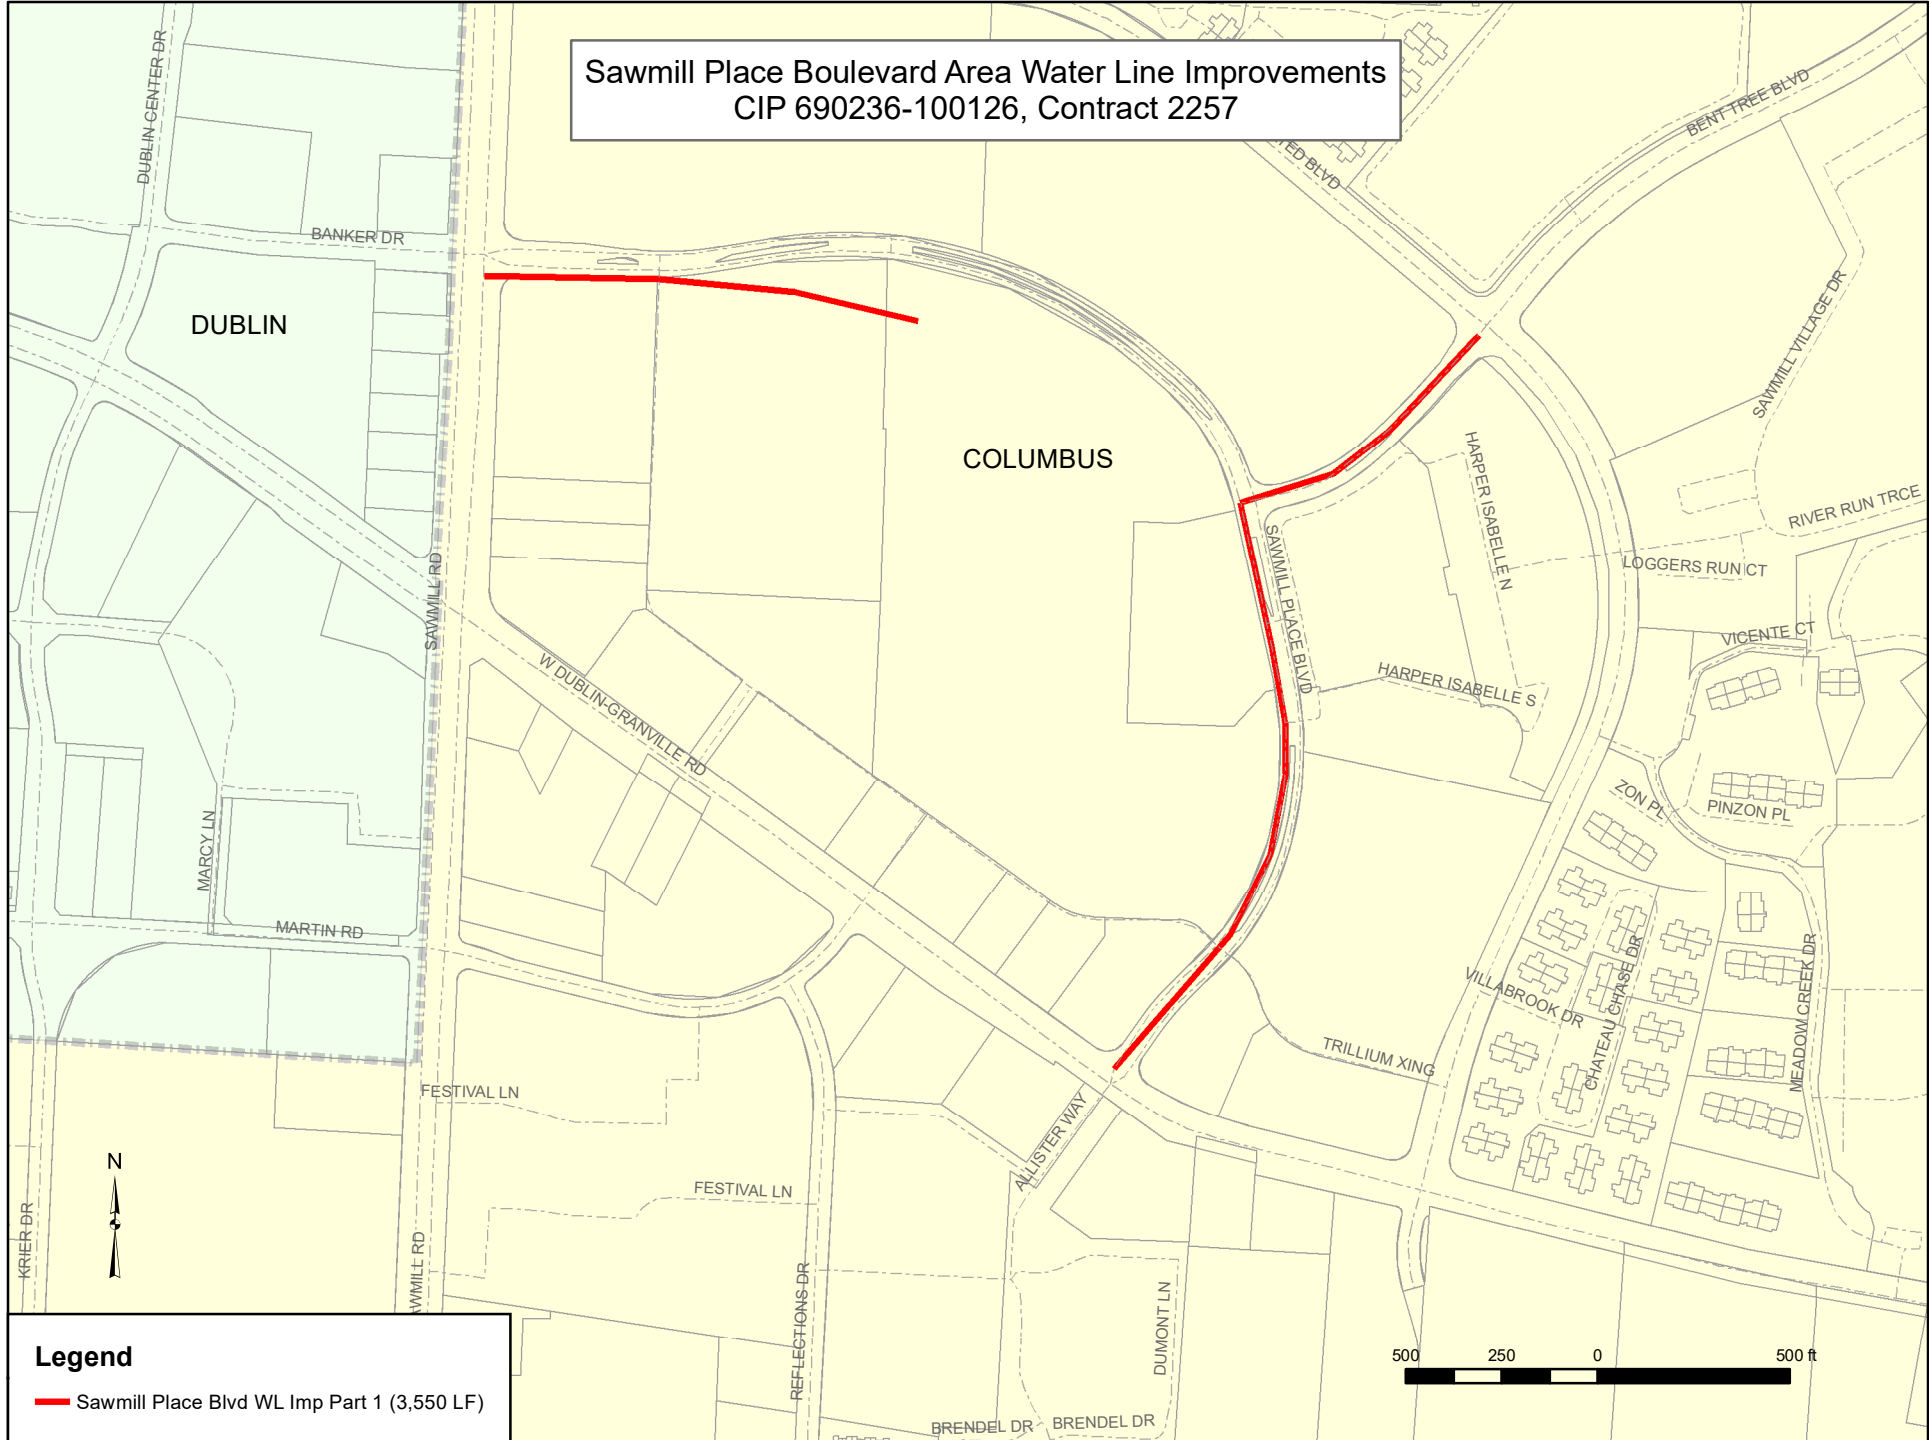 Sawmill Place Boulevard Area Water Line Improvements
CIP 690236-100126, Contract 2257
DUBLIN CENTER DR
BENT TREE BLVD
TED BLVD
BANKER DR
DUBLIN
SAWMILL VILLAGE DR
COLUMBUS
HARPER ISABELLE N
RIVER RUN TRCE
SAWMILL RD
SAWMILL PLACE BLVD
LOGGERS RUN CT
VICENTE CT
W DUBLIN-GRANVILLE RD
HARPER ISABELLE S
ZON PL
PINZON PL
MARCY LN
MARTIN RD
VILLABROOK DR
CHATEAU CHASE DR
MEADOW CREEK DR
TRILLIUM XING
FESTIVAL LN
ALLISTER WAY
N
FESTIVAL LN
KRIER DR
AWMILL RD
REFLECTIONS DR
DUMONT LN
500 250 0 500 ft
Legend
Sawmill Place Blvd WL Imp Part 1 (3,550 LF)
BRENDEL DR BRENDEL DR